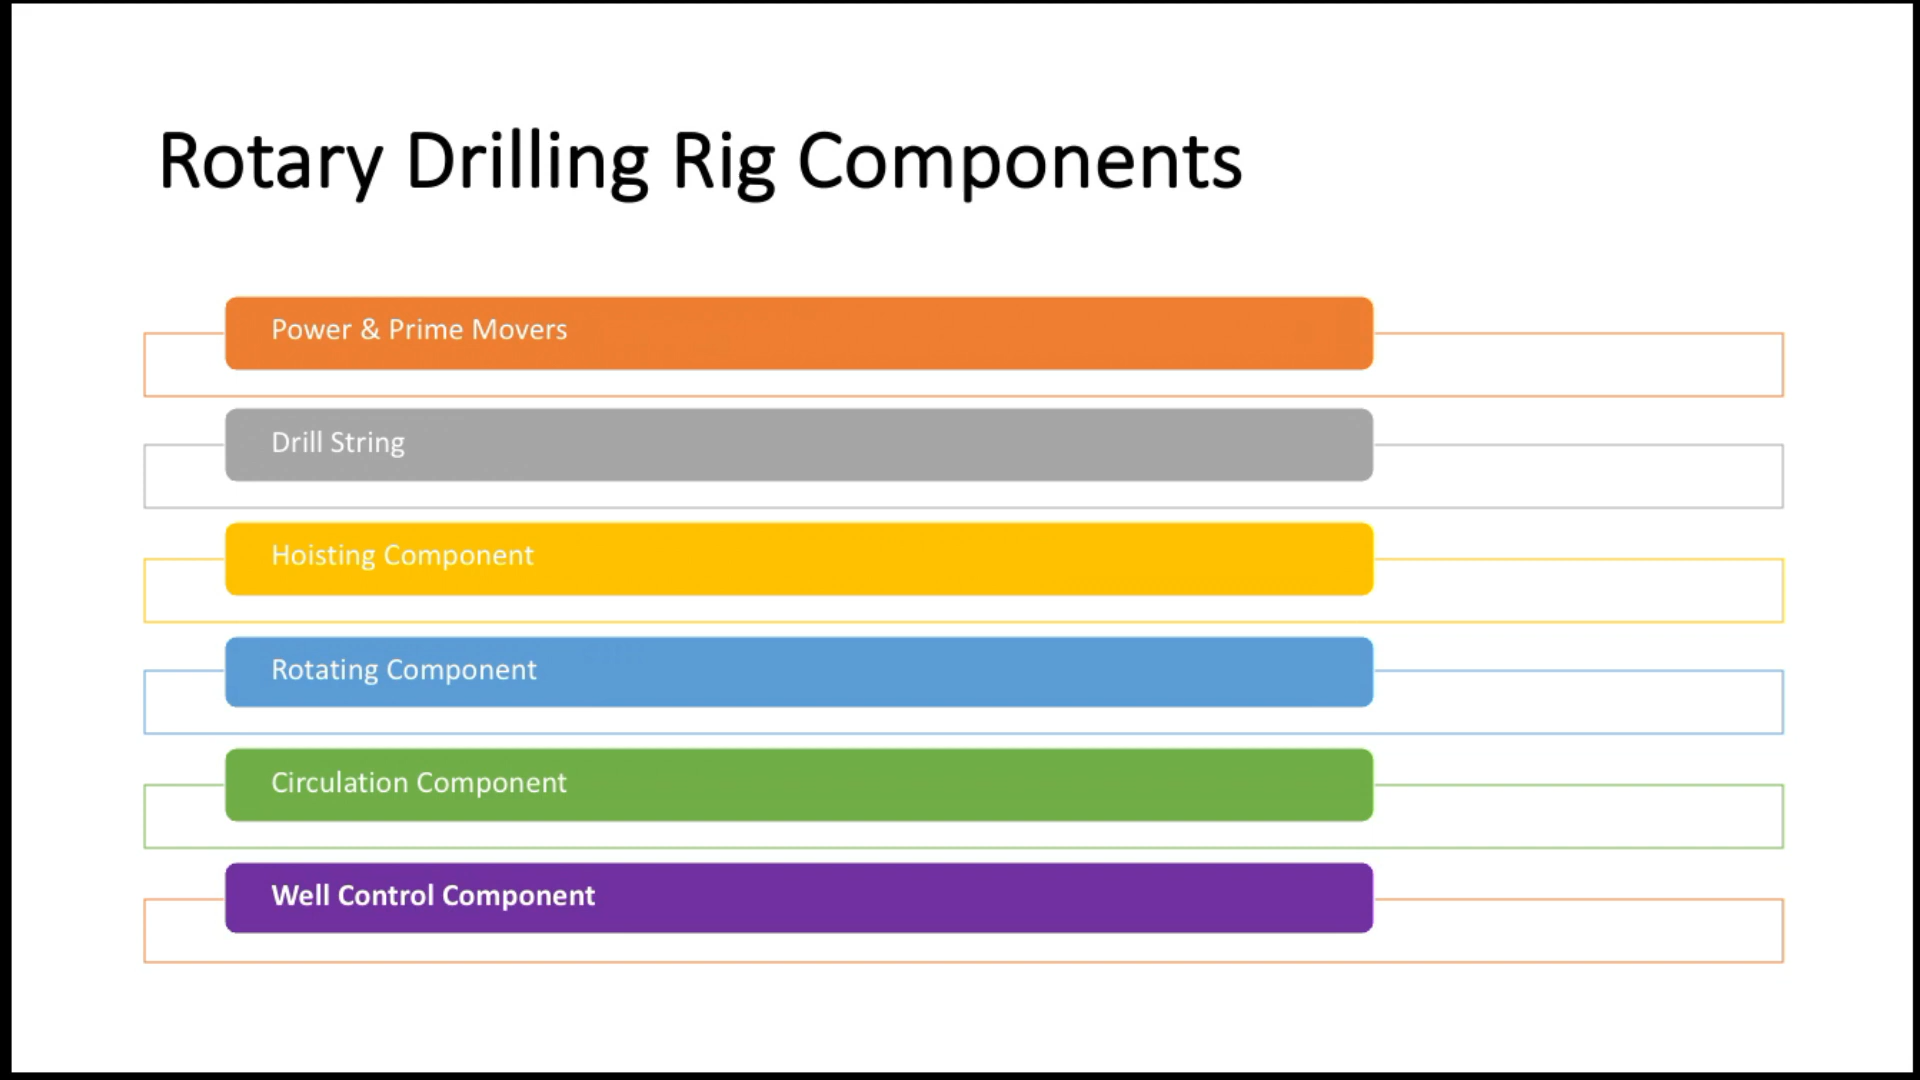 Rotary Drilling Rig Components
Power & Prime Movers
Drill String
Hoisting Component
Rotating Component
Circulation Component
Well Control Component